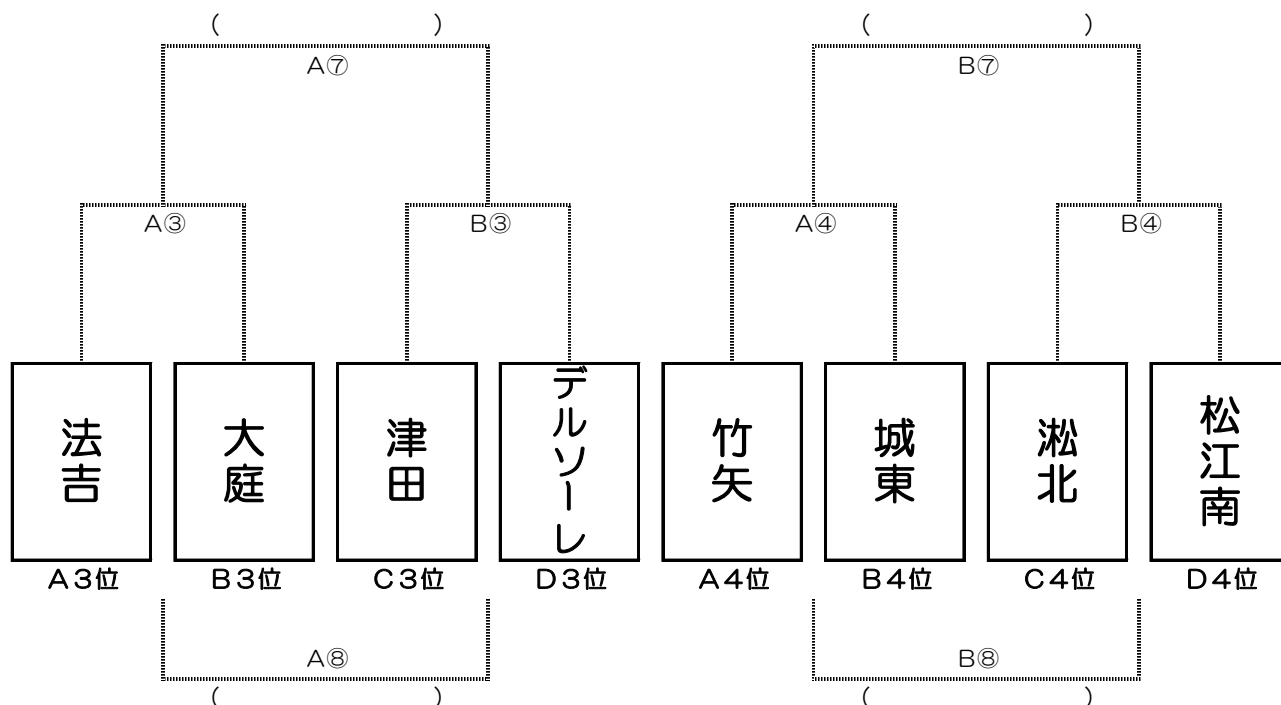 (　　　　　)
(　　　　　)
A⑦
B⑦
A③
B③
A④
B④
法吉
大庭
津田
デルソーレ
竹矢
城東
淞北
松江南
A3位
B3位
C3位
D3位
A4位
B4位
C4位
D4位
A⑧
B⑧
(　　　　　)
(　　　　　)